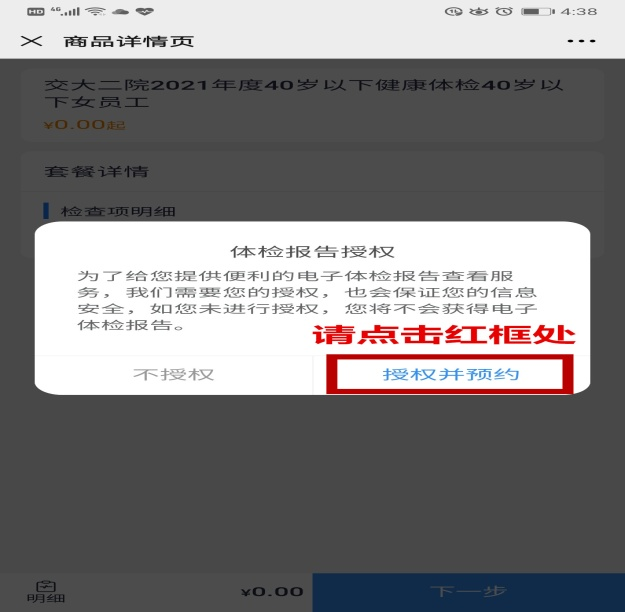 HD 4G 4:38
商品详情页
交大二院2021年度40岁以下健康体检40岁以
下女员工
¥0.00起
套餐详情
检查项明细
体检报告授权
为了给您提供便利的电子体检报告查看服
务，我们需要您的授权，也会保证您的信息
安全，如您未进行授权，您将不会获得电子
体检报告。
请点击红框处
不授权
授权并预约
明细
¥0.00
下一步